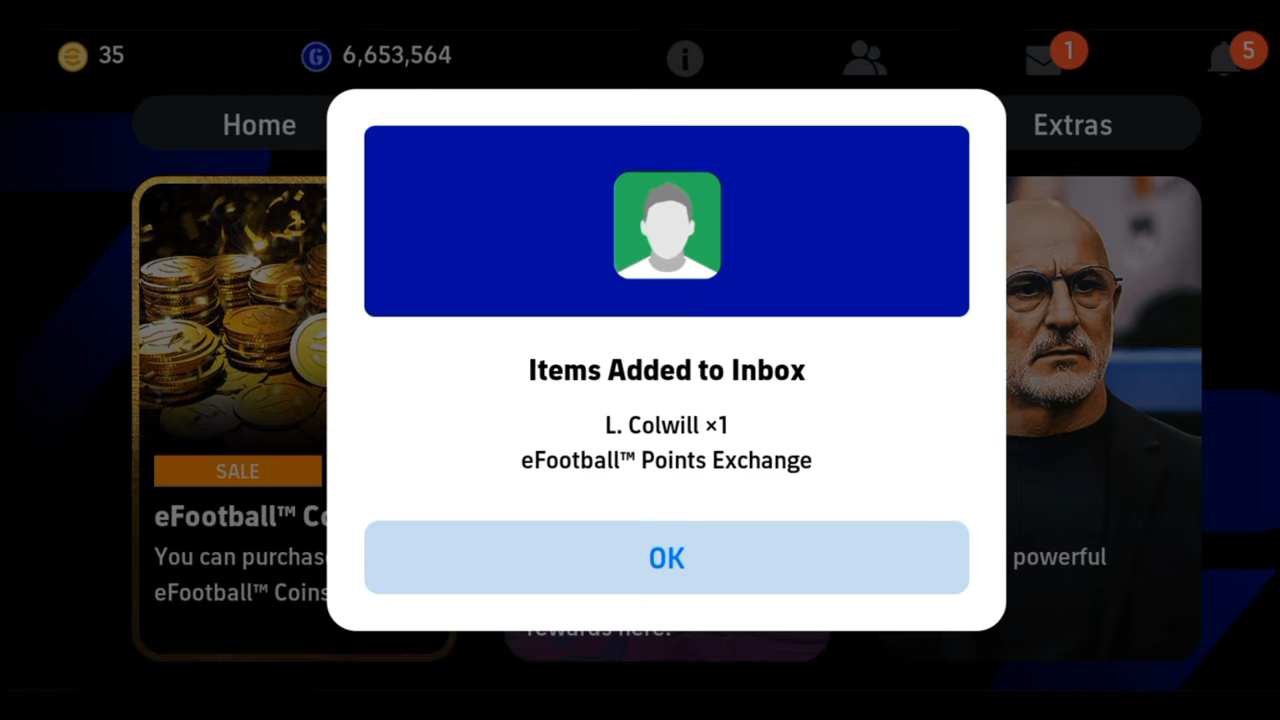 35
6,653,564
1
5
Home
Extras
Items Added to Inbox
L. Colwill ×1
eFootball™ Points Exchange
OK
SALE
eFootball™ Co
You can purchas
eFootball™ Coins
powerful
rewards here!